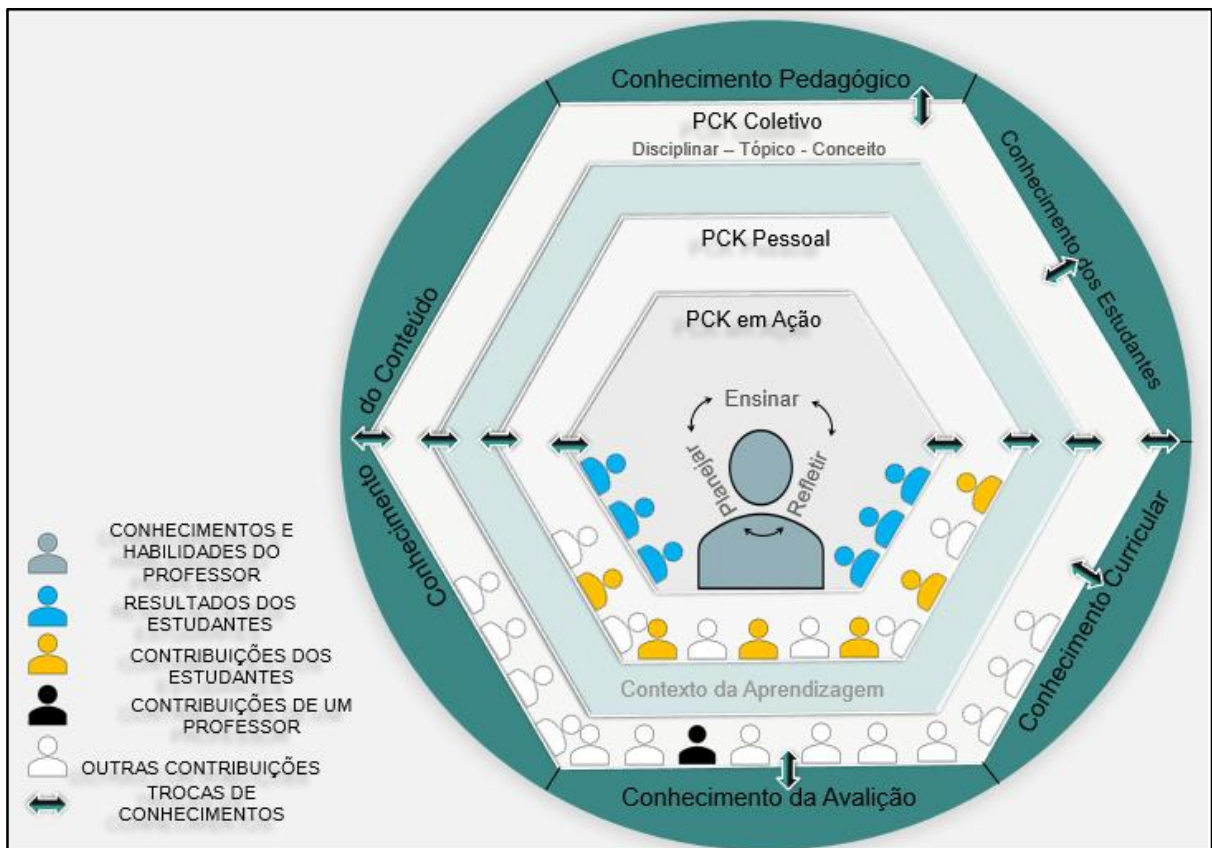 Conhecimento Pedagógico
PCK Coletivo
Disciplinar – Tópico - Conceito
Conhecimento dos Estudantes
PCK Pessoal
PCK em Ação
Ensinar
Planejar
Refletir
Conhecimento do Conteúdo
Conhecimento Curricular
Contexto da Aprendizagem
Conhecimento da Avalição
CONHECIMENTOS E
HABILIDADES DO
PROFESSOR
RESULTADOS DOS
ESTUDANTES
CONTRIBUIÇÕES DOS
ESTUDANTES
CONTRIBUIÇÕES DE UM
PROFESSOR
OUTRAS CONTRIBUIÇÕES
TROCAS DE
CONHECIMENTOS